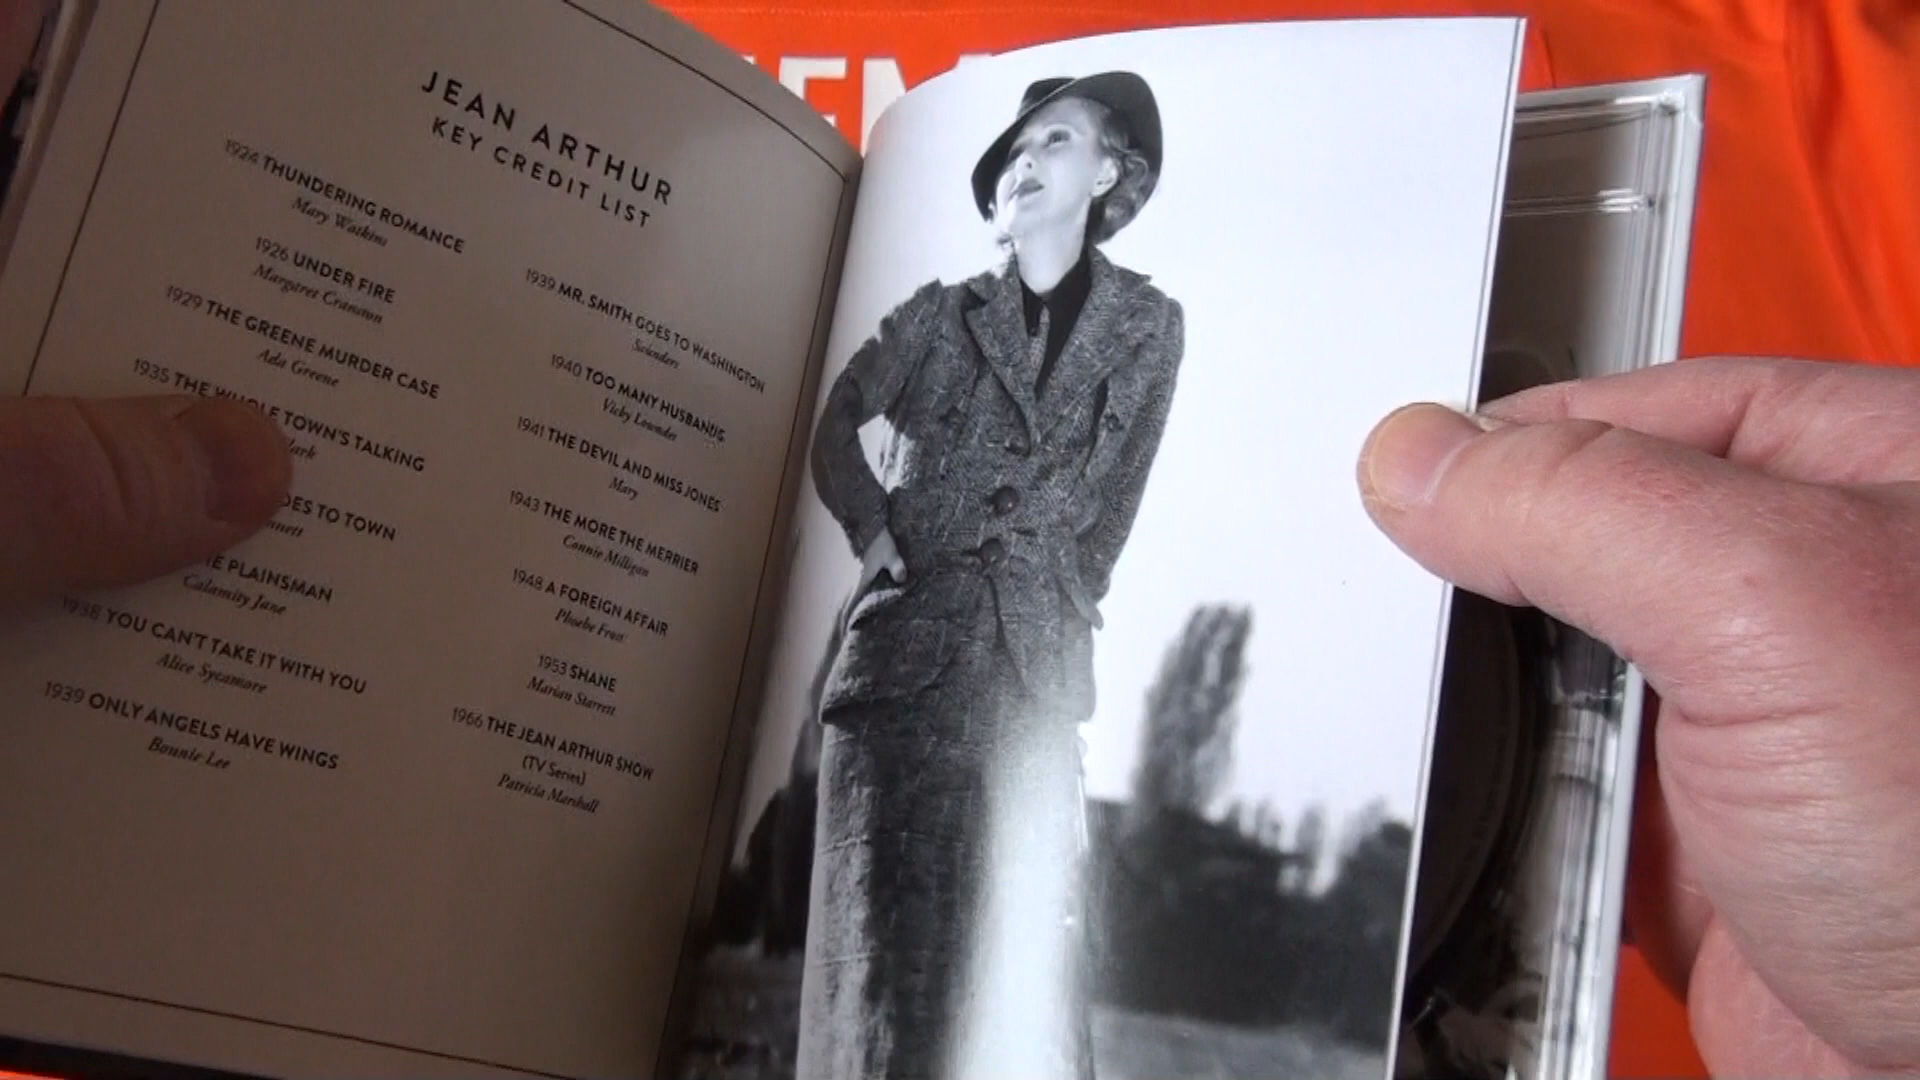 JEAN ARTHUR
KEY CREDIT LIST
1924 THUNDERING ROMANCE
Mary Watkins
1926 UNDER FIRE
Margaret Cranston
1929 THE GREENE MURDER CASE
Ada Greene
1935 THE WHOLE TOWN'S TALKING
TO TOWN
PLAINSMAN
Calamity Jane
1938 YOU CAN'T TAKE IT WITH YOU
Alice Sycamore
1939 ONLY ANGELS HAVE WINGS
Bonnie Lee
1939 MR. SMITH GOES TO WASHINGTON
Saunders
1940 TOO MANY HUSBANDS
Vicky Lowndes
1941 THE DEVIL AND MISS JONES
Mary
1943 THE MORE THE MERRIER
Connie Milligan
1948 A FOREIGN AFFAIR
Phoebe Frost
1953 SHANE
Marian Starrett
1966 THE JEAN ARTHUR SHOW
(TV Series)
Patricia Marshall